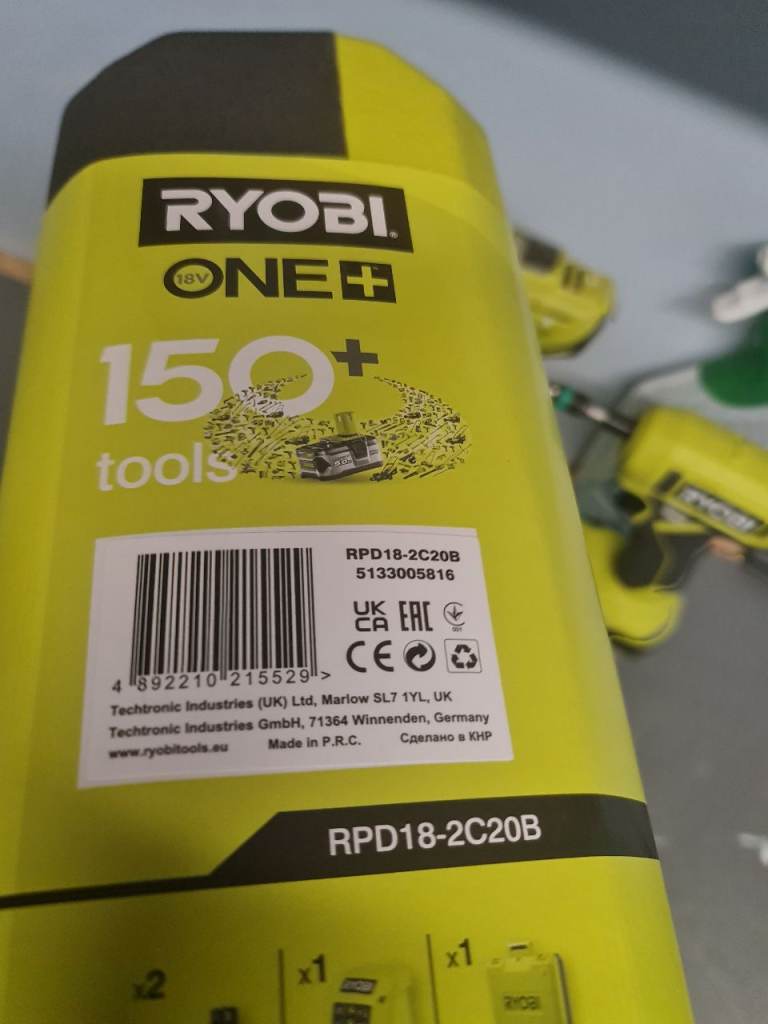 RYOBI
18V ONE+
150+
tools
RPD18-2C20B
5133005816
UK
CA
EAC
CE
4 892210 215529 >
Techtronic Industries (UK) Ltd, Marlow SL7 1YL, UK
Techtronic Industries GmbH, 71364 Winnenden, Germany
www.ryobitools.eu Made in P.R.C. Сделано в КНР
RPD18-2C20B
x2
x1
x1
RYOBI
RYOBI
RYOBI